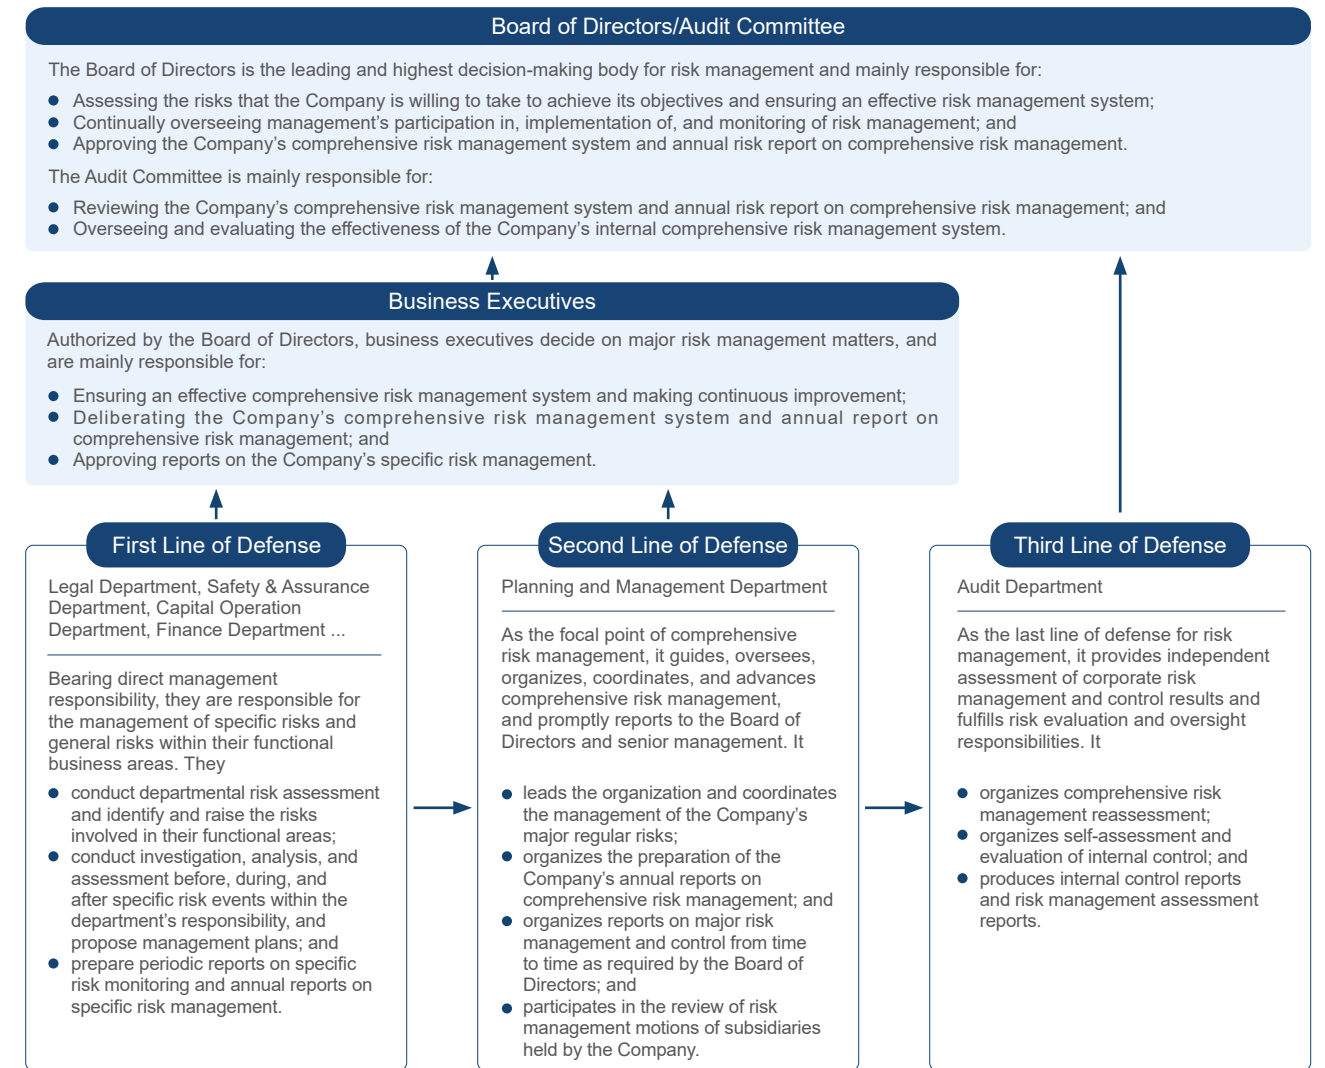 Board of Directors/Audit Committee
The Board of Directors is the leading and highest decision-making body for risk management and mainly responsible for:
● Assessing the risks that the Company is willing to take to achieve its objectives and ensuring an effective risk management system;
● Continually overseeing management’s participation in, implementation of, and monitoring of risk management; and
● Approving the Company’s comprehensive risk management system and annual risk report on comprehensive risk management.
The Audit Committee is mainly responsible for:
● Reviewing the Company’s comprehensive risk management system and annual risk report on comprehensive risk management; and
● Overseeing and evaluating the effectiveness of the Company’s internal comprehensive risk management system.
Business Executives
Authorized by the Board of Directors, business executives decide on major risk management matters, and
are mainly responsible for:
● Ensuring an effective comprehensive risk management system and making continuous improvement;
● Deliberating the Company’s comprehensive risk management system and annual report on
comprehensive risk management; and
● Approving reports on the Company’s specific risk management.
First Line of Defense
Legal Department, Safety & Assurance
Department, Capital Operation
Department, Finance Department ...
Bearing direct management
responsibility, they are responsible for
the management of specific risks and
general risks within their functional
business areas. They
● conduct departmental risk assessment
and identify and raise the risks
involved in their functional areas;
● conduct investigation, analysis, and
assessment before, during, and
after specific risk events within the
department’s responsibility, and
propose management plans; and
● prepare periodic reports on specific
risk monitoring and annual reports on
specific risk management.
Second Line of Defense
Planning and Management Department
As the focal point of comprehensive
risk management, it guides, oversees,
organizes, coordinates, and advances
comprehensive risk management,
and promptly reports to the Board of
Directors and senior management. It
● leads the organization and coordinates
the management of the Company’s
major regular risks;
● organizes the preparation of the
Company’s annual reports on
comprehensive risk management; and
● organizes reports on major risk
management and control from time
to time as required by the Board of
Directors; and
● participates in the review of risk
management motions of subsidiaries
held by the Company.
Third Line of Defense
Audit Department
As the last line of defense for risk
management, it provides independent
assessment of corporate risk
management and control results and
fulfills risk evaluation and oversight
responsibilities. It
● organizes comprehensive risk
management reassessment;
● organizes self-assessment and
evaluation of internal control; and
● produces internal control reports
and risk management assessment
reports.